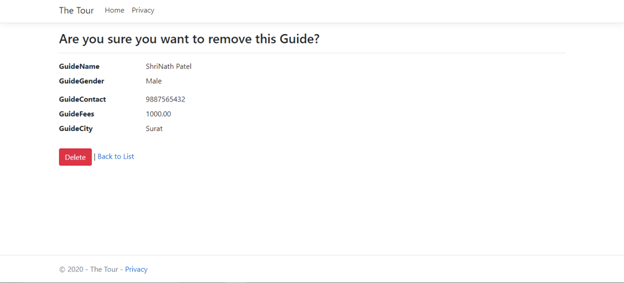 The Tour Home Privacy
Are you sure you want to remove this Guide?
GuideName ShriNath Patel
GuideGender Male
GuideContact 9887565432
GuideFees 1000.00
GuideCity Surat
Delete | Back to List
© 2020 - The Tour - Privacy